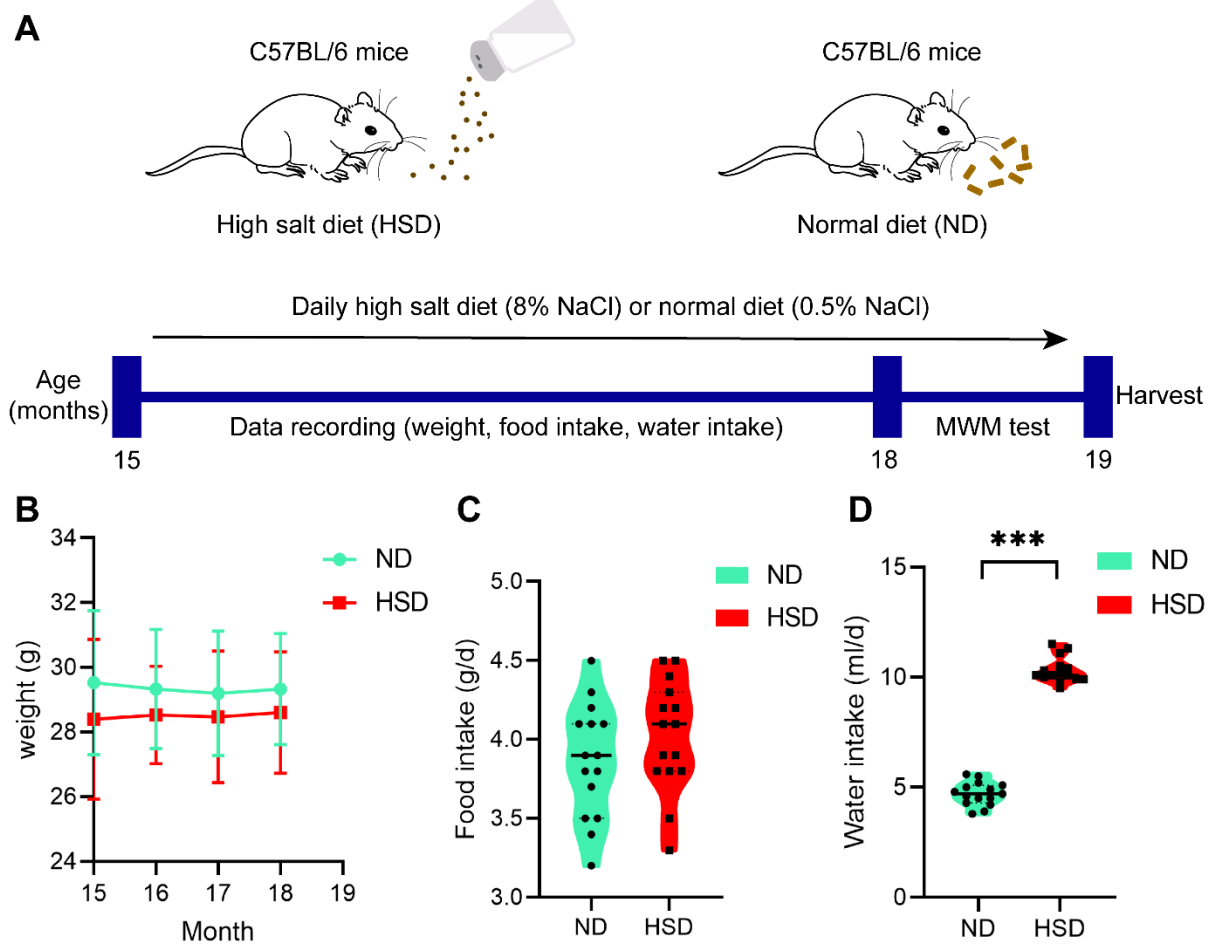 A
C57BL/6 mice
C57BL/6 mice
High salt diet (HSD)
Normal diet (ND)
Daily high salt diet (8% NaCl) or normal diet (0.5% NaCl)
Age
(months)
Harvest
Data recording (weight, food intake, water intake)
MWM test
15
18
19
B
34
32
30
28
26
24
weight (g)
15
16
17
18
19
Month
ND
HSD
C
5.0
4.5
4.0
3.5
3.0
Food intake (g/d)
ND
HSD
ND
HSD
D
***
15
10
5
0
Water intake (ml/d)
ND
HSD
ND
HSD